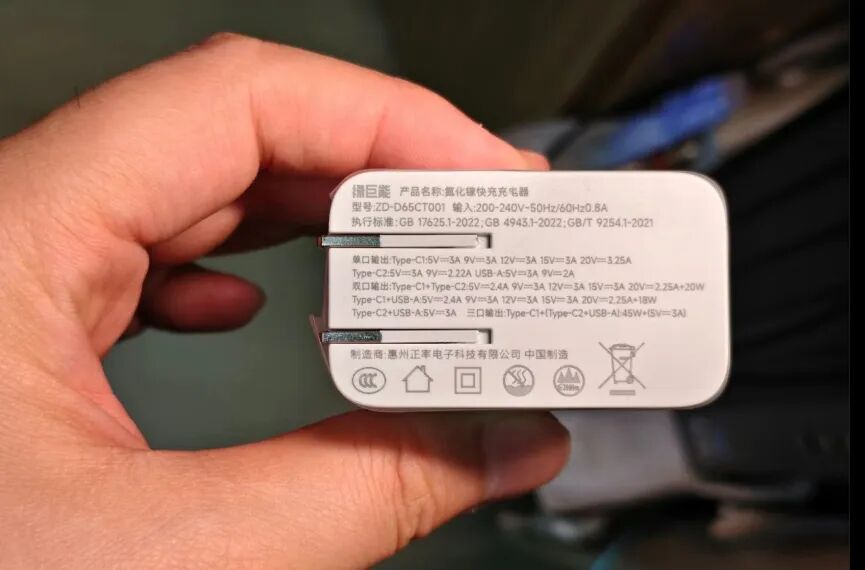 绿巨能 产品名称:氮化镓快充充电器
型号:ZD-D65CT001 输入:200-240V~50Hz/60Hz0.8A
执行标准:GB 17625.1-2022;GB 4943.1-2022;GB/T 9254.1-2021
单口输出:Type-C1:5V⎓3A 9V⎓3A 12V⎓3A 15V⎓3A 20V⎓3.25A
Type-C2:5V⎓3A 9V⎓2.22A USB-A:5V⎓3A 9V⎓2A
双口输出:Type-C1+Type-C2:5V⎓2.4A 9V⎓3A 12V⎓3A 15V⎓3A 20V⎓2.25A+20W
Type-C1+USB-A:5V⎓2.4A 9V⎓3A 12V⎓3A 15V⎓3A 20V⎓2.25A+18W
Type-C2+USB-A:5V⎓3A 三口输出:Type-C1+(Type-C2+USB-A):45W+(5V⎓3A)
制造商:惠州正牽电子科技有限公司 中国制造
CCC